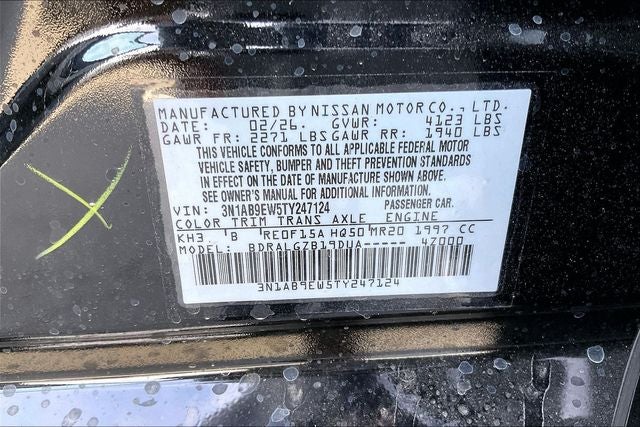 MANUFACTURED BY NISSAN MOTOR CO., LTD.
DATE: 02/26. GVWR: 4123 LBS
GAWR FR: 2271 LBS GAWR RR: 1940 LBS
THIS VEHICLE CONFORMS TO ALL APPLICABLE FEDERAL MOTOR
VEHICLE SAFETY, BUMPER AND THEFT PREVENTION STANDARDS
IN EFFECT ON THE DATE OF MANUFACTURE SHOWN ABOVE.
SEE OWNER'S MANUAL FOR ADDITIONAL INFORMATION.
VIN: 3N1AB9EW5TY247124 PASSENGER CAR.
COLOR TRIM TRANS AXLE ENGINE
KH3 B RE0F15A HQ50 MR20 1997 CC
MODEL: BDRALGZB19DUA----- 47000
3N1AB9EW5TY247124